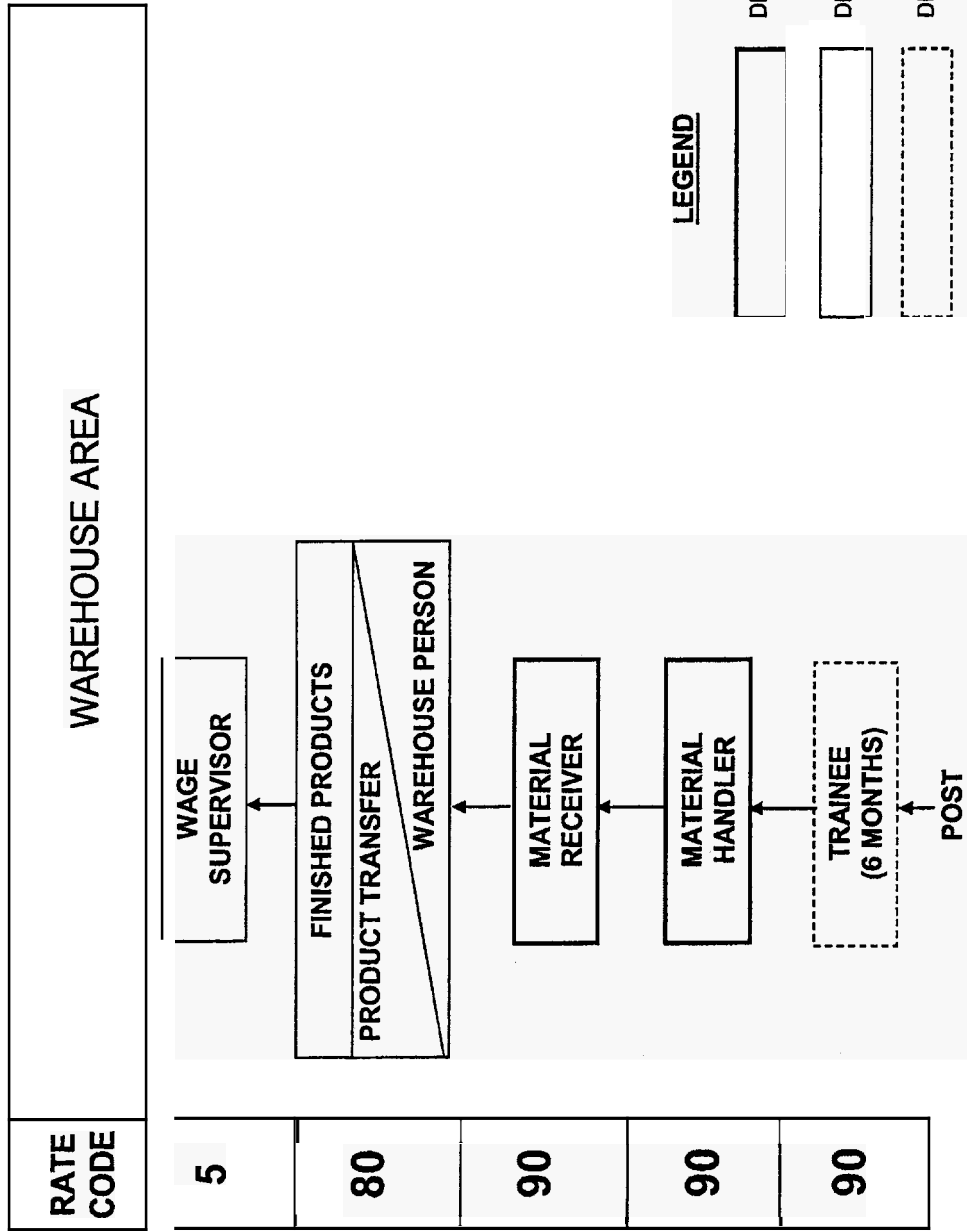 RATE
CODE
WAREHOUSE AREA
5
WAGE
SUPERVISOR
80
FINISHED PRODUCTS
PRODUCT TRANSFER
WAREHOUSE PERSON
90
MATERIAL
RECEIVER
90
MATERIAL
HANDLER
90
TRAINEE
(6 MONTHS)
POST
LEGEND